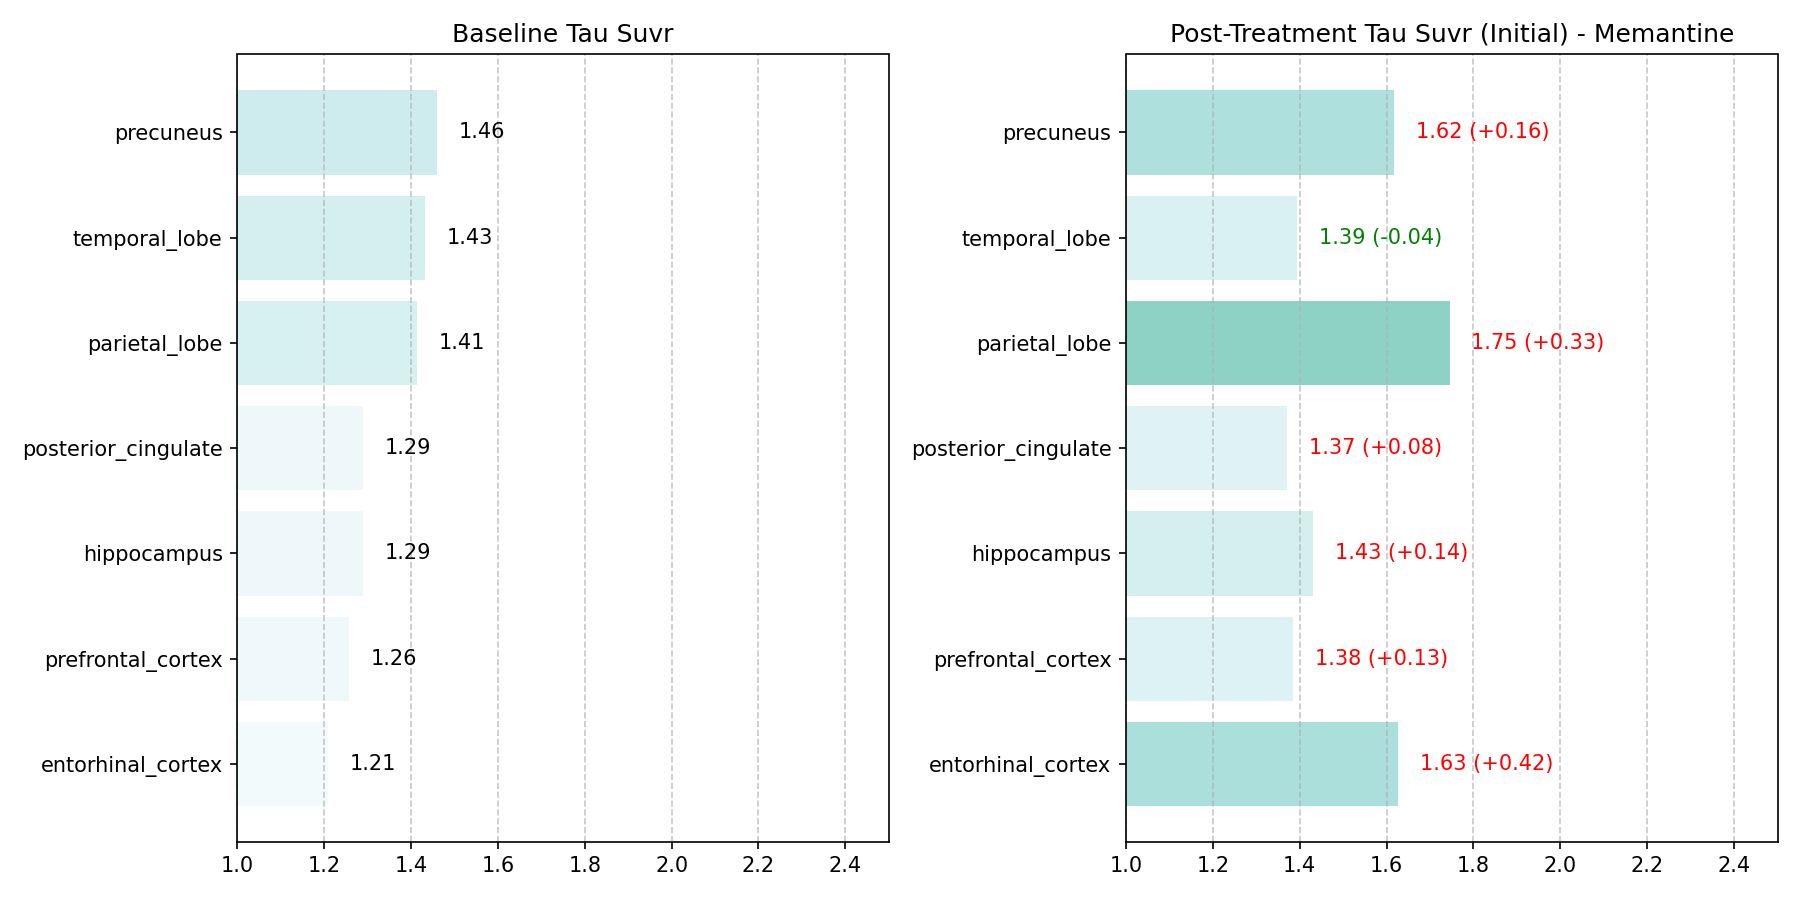 Baseline Tau Suvr
precuneus 1.46
temporal_lobe 1.43
parietal_lobe 1.41
posterior_cingulate 1.29
hippocampus 1.29
prefrontal_cortex 1.26
entorhinal_cortex 1.21
1.0 1.2 1.4 1.6 1.8 2.0 2.2 2.4
Post-Treatment Tau Suvr (Initial) - Memantine
precuneus 1.62 (+0.16)
temporal_lobe 1.39 (-0.04)
parietal_lobe 1.75 (+0.33)
posterior_cingulate 1.37 (+0.08)
hippocampus 1.43 (+0.14)
prefrontal_cortex 1.38 (+0.13)
entorhinal_cortex 1.63 (+0.42)
1.0 1.2 1.4 1.6 1.8 2.0 2.2 2.4